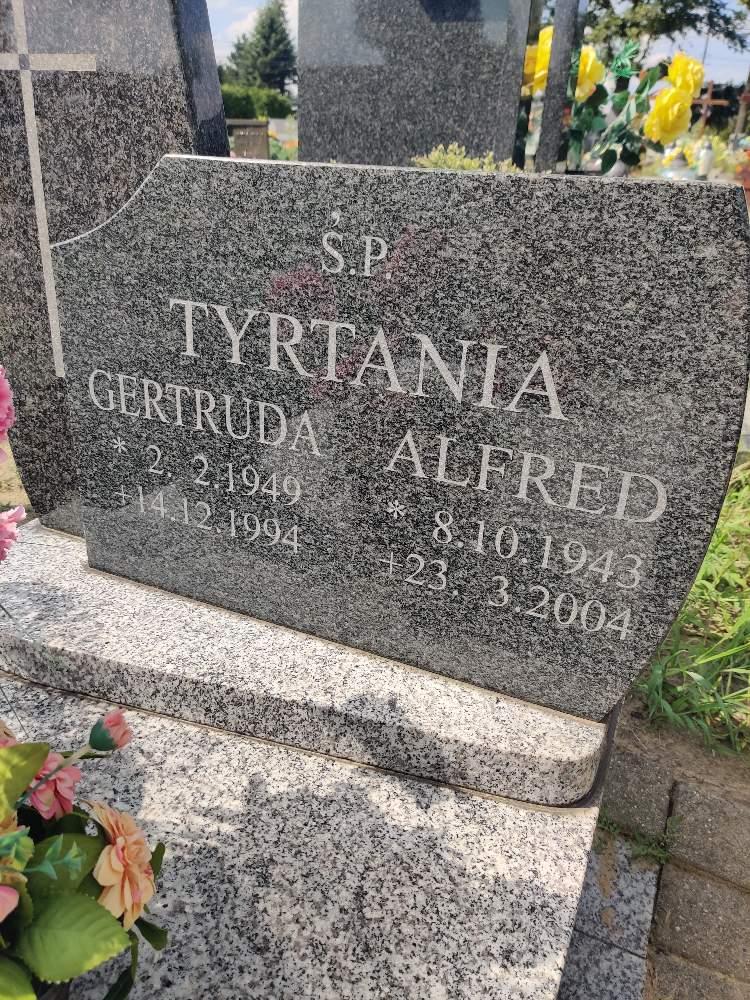 Ś.P.
TYRTANIA
GERTRUDA
* 2. 2.1949
+14.12.1994
ALFRED
* 8.10.1943
+23. 3.2004